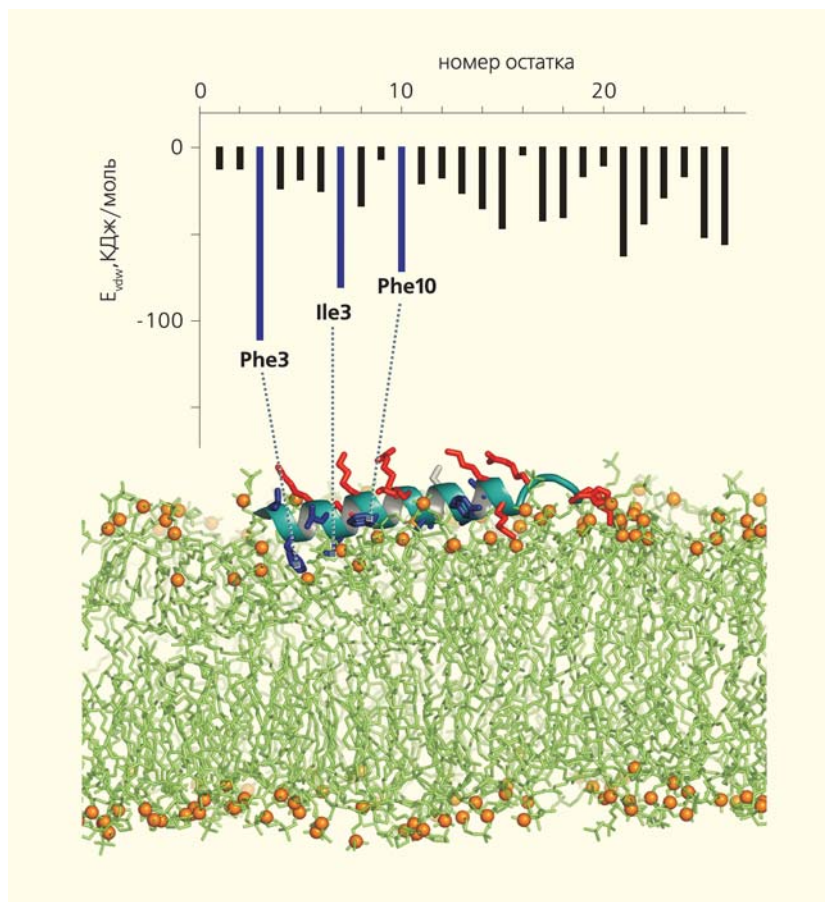 номер остатка
0 10 20
0
E_vdw, КДж/моль
-100
Phe10
Ile3
Phe3